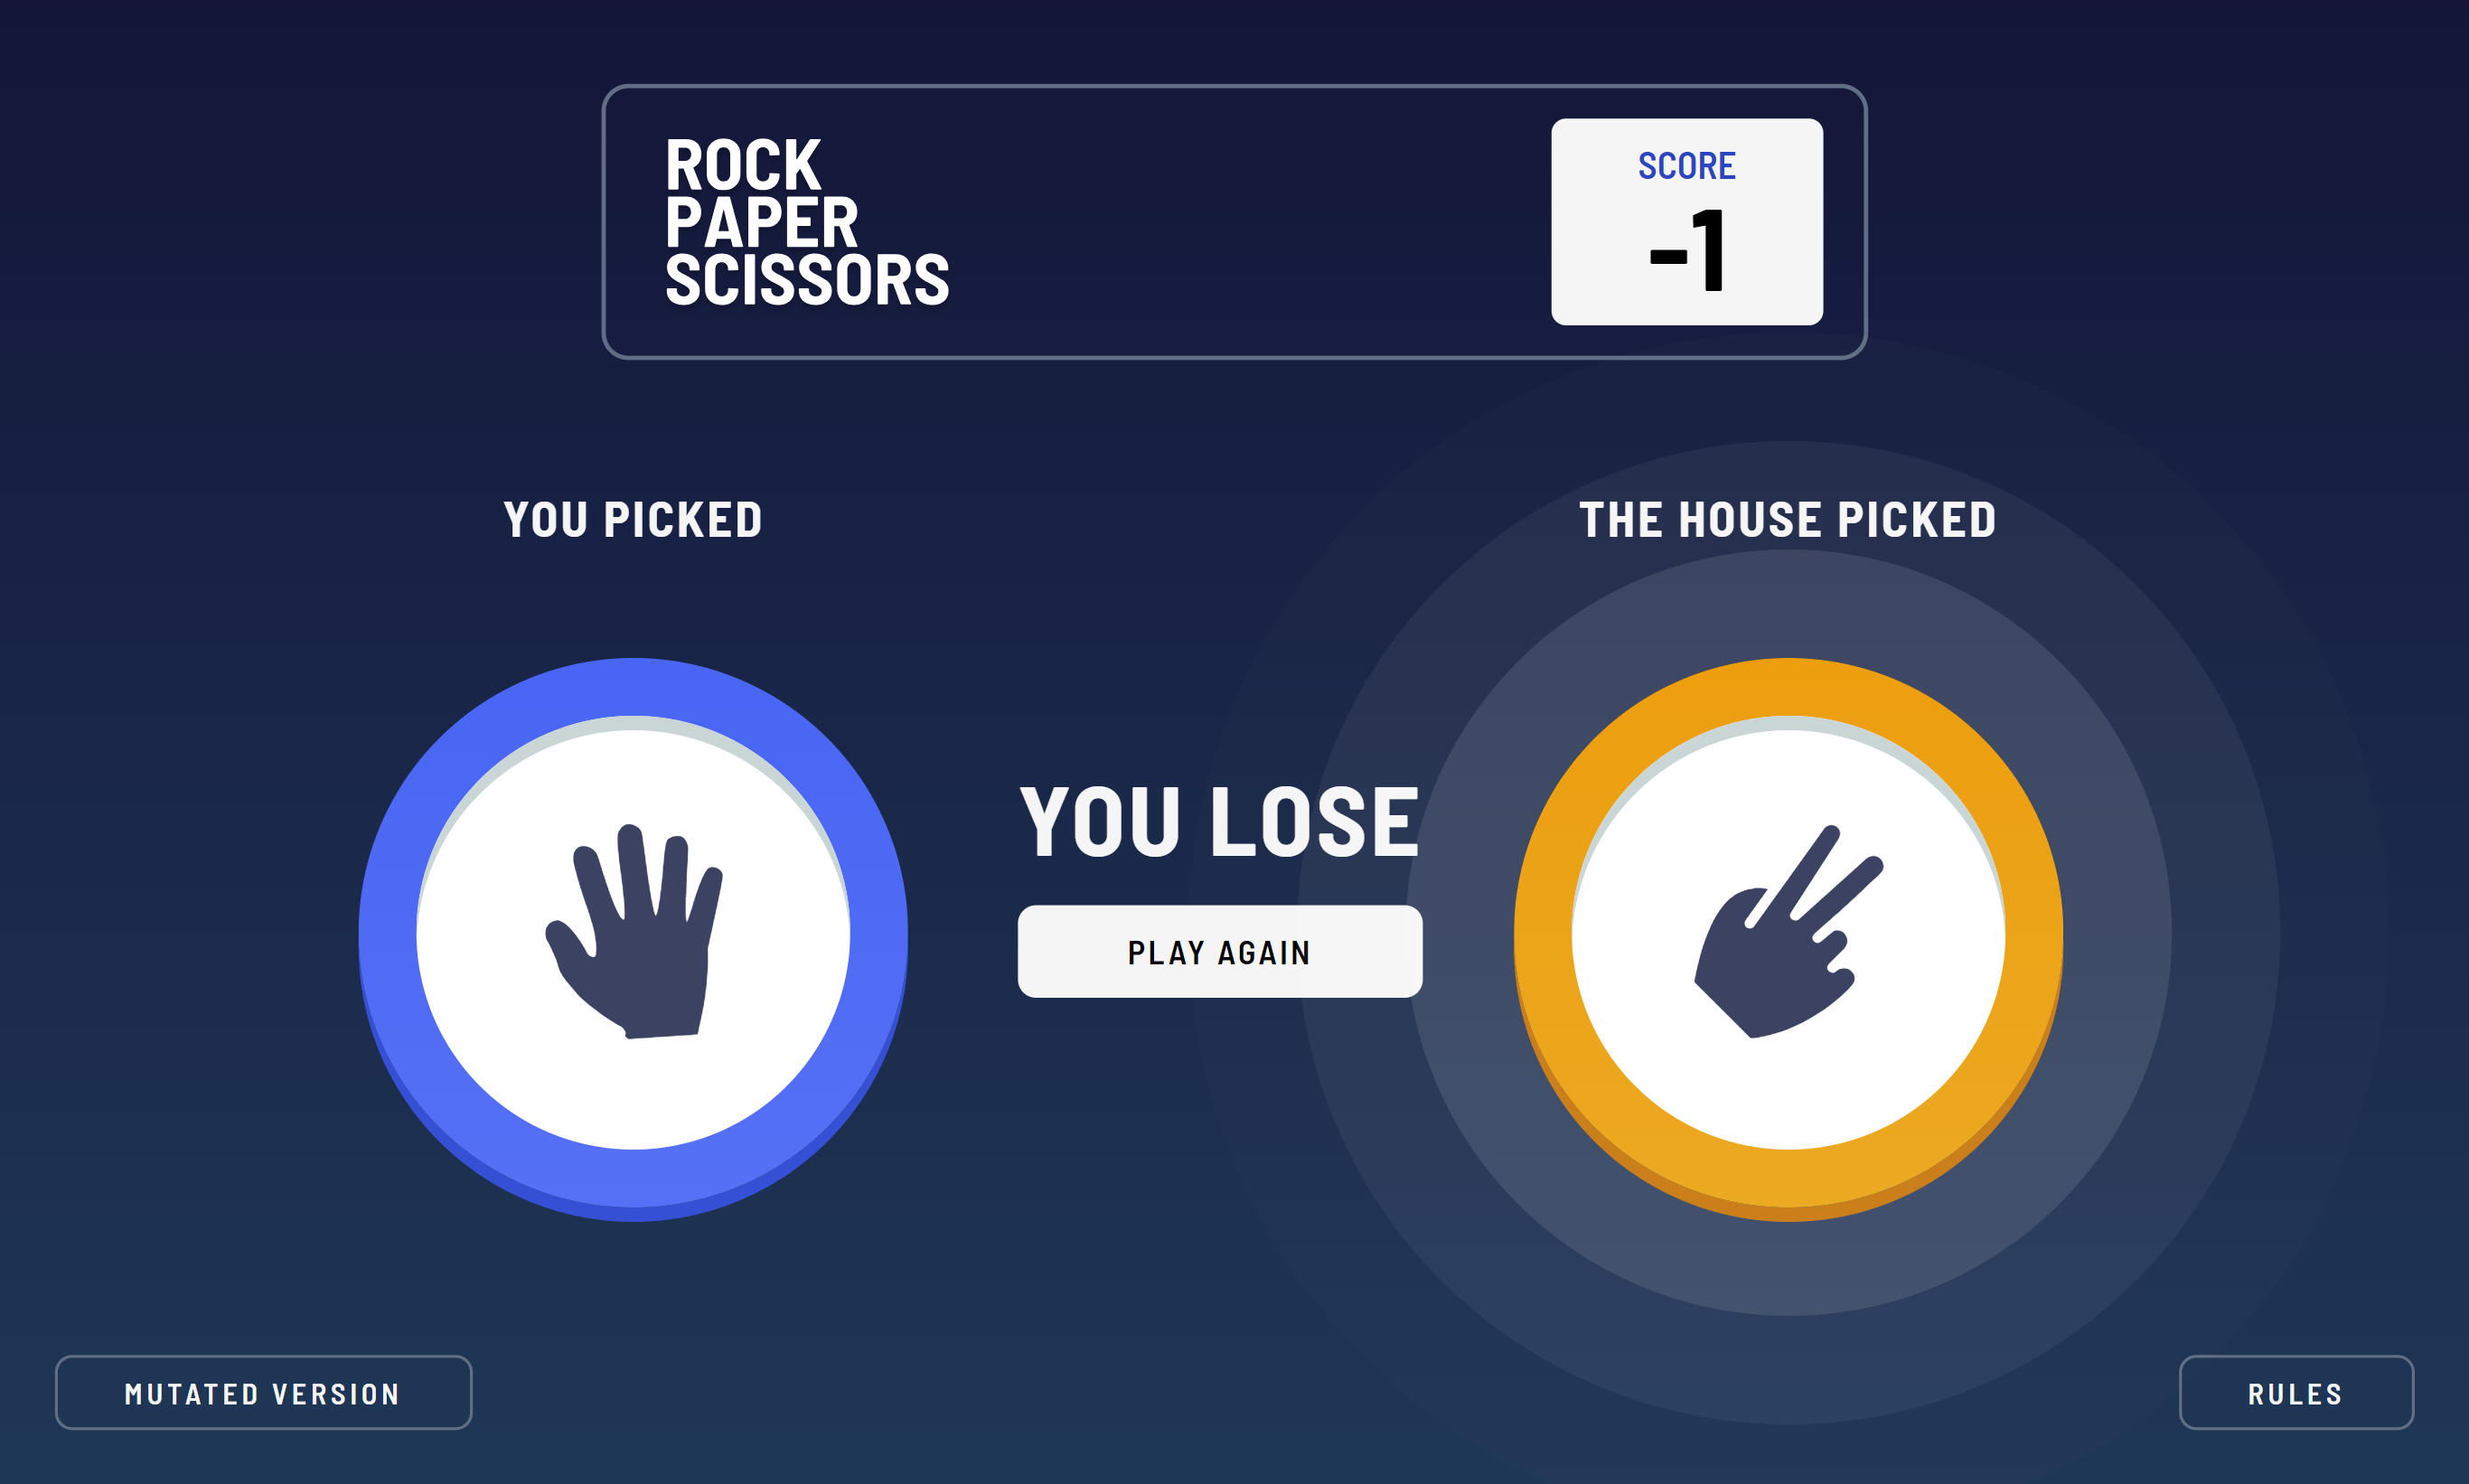 ROCK
PAPER
SCISSORS
SCORE
-1
YOU PICKED
THE HOUSE PICKED
YOU LOSE
PLAY AGAIN
MUTATED VERSION
RULES